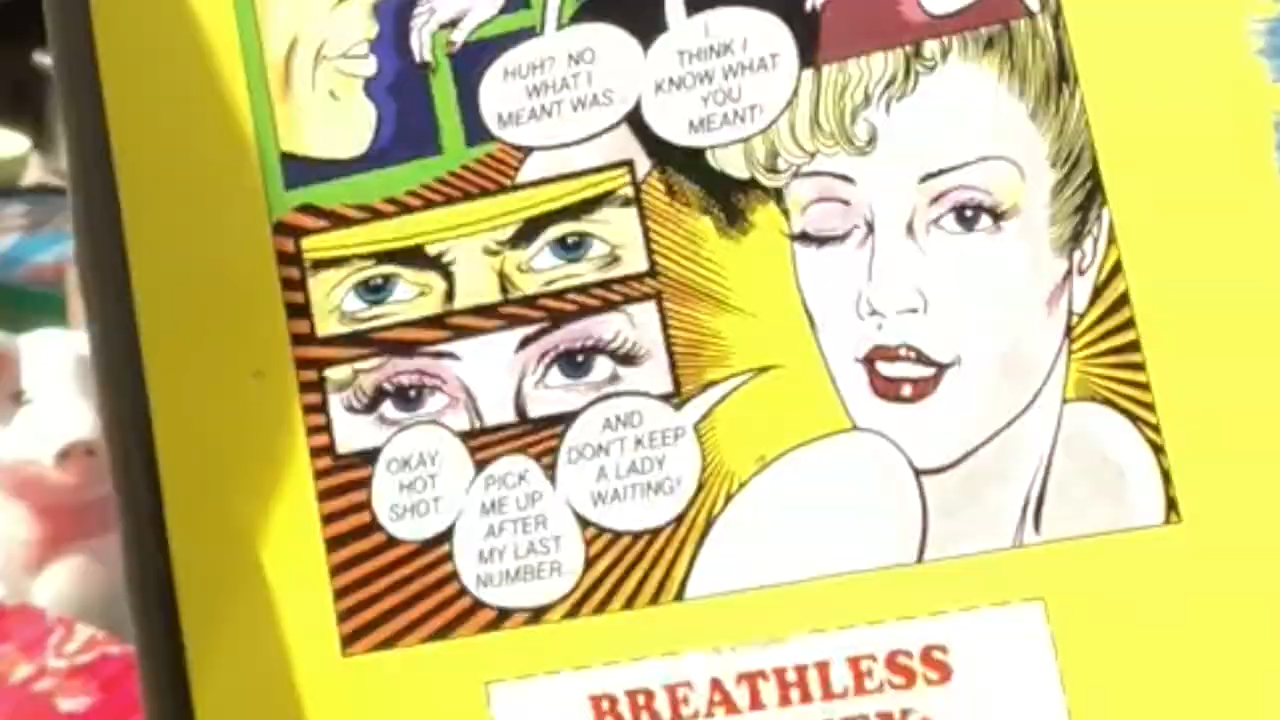 HUH? NO
WHAT I
MEANT WAS...
I...
THINK I
KNOW WHAT
YOU
MEANT!
OKAY,
HOT
SHOT.
PICK
ME UP
AFTER
MY LAST
NUMBER...
AND
DON'T KEEP
A LADY
WAITING!
BREATHLESS